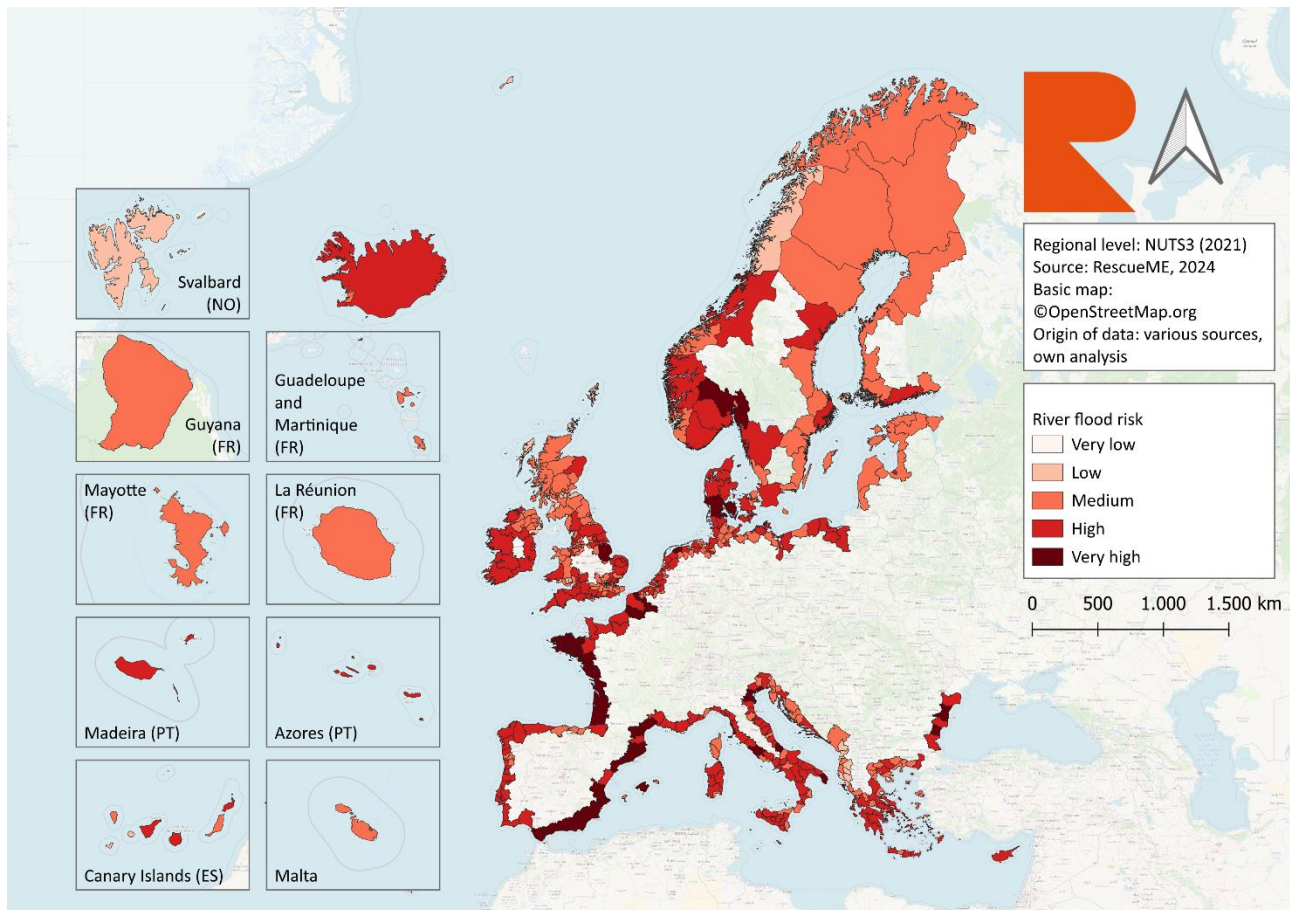 Svalbard
(NO)
Guyana
(FR)
Guadeloupe
and
Martinique
(FR)
Mayotte
(FR)
La Réunion
(FR)
Madeira (PT)
Azores (PT)
Canary Islands (ES)
Malta
R
Regional level: NUTS3 (2021)
Source: RescueME, 2024
Basic map:
©OpenStreetMap.org
Origin of data: various sources,
own analysis
River flood risk
Very low
Low
Medium
High
Very high
0 500 1.000 1.500 km